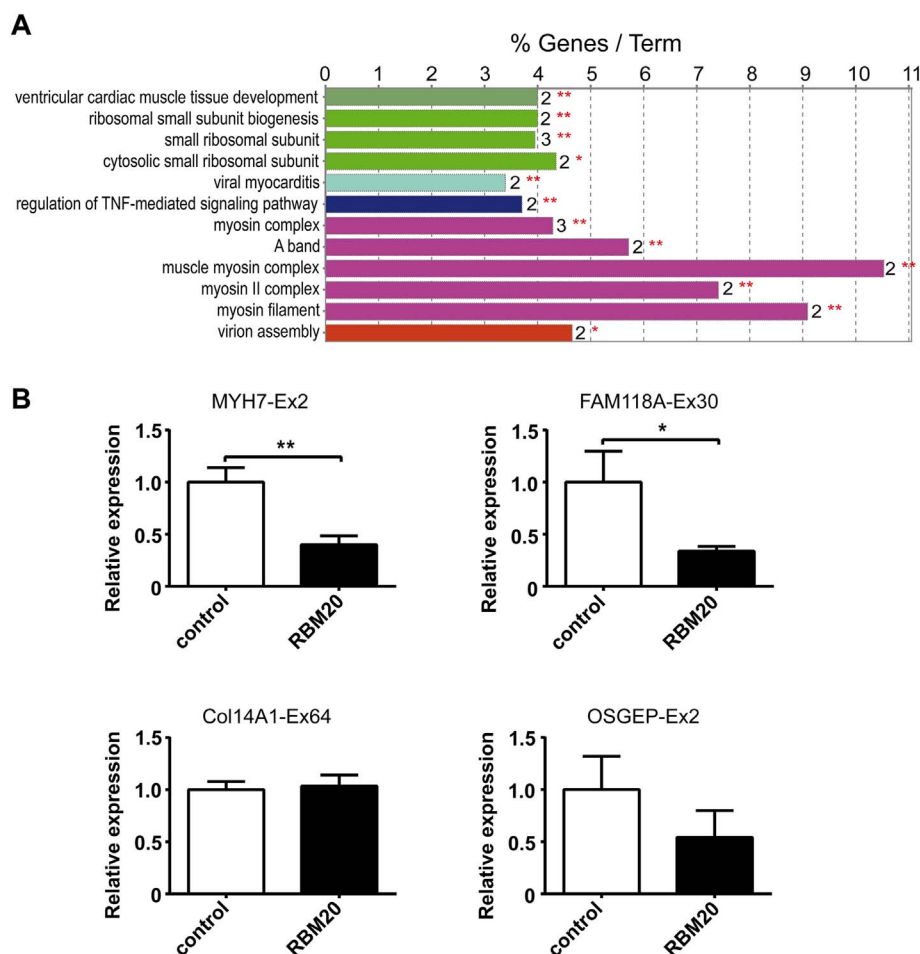 A
% Genes / Term
0 1 2 3 4 5 6 7 8 9 10 11
ventricular cardiac muscle tissue development 2 **
ribosomal small subunit biogenesis 2 **
small ribosomal subunit 3 **
cytosolic small ribosomal subunit 2 *
viral myocarditis 2 **
regulation of TNF-mediated signaling pathway 2 **
myosin complex 3 **
A band 2 **
muscle myosin complex 2 **
myosin II complex 2 **
myosin filament 2 **
virion assembly 2 *
B
MYH7-Ex2
Relative expression
1.5
1.0
0.5
0
**
control
RBM20
FAM118A-Ex30
Relative expression
1.5
1.0
0.5
0
*
control
RBM20
Col14A1-Ex64
Relative expression
1.5
1.0
0.5
0
control
RBM20
OSGEP-Ex2
Relative expression
1.5
1.0
0.5
0
control
RBM20